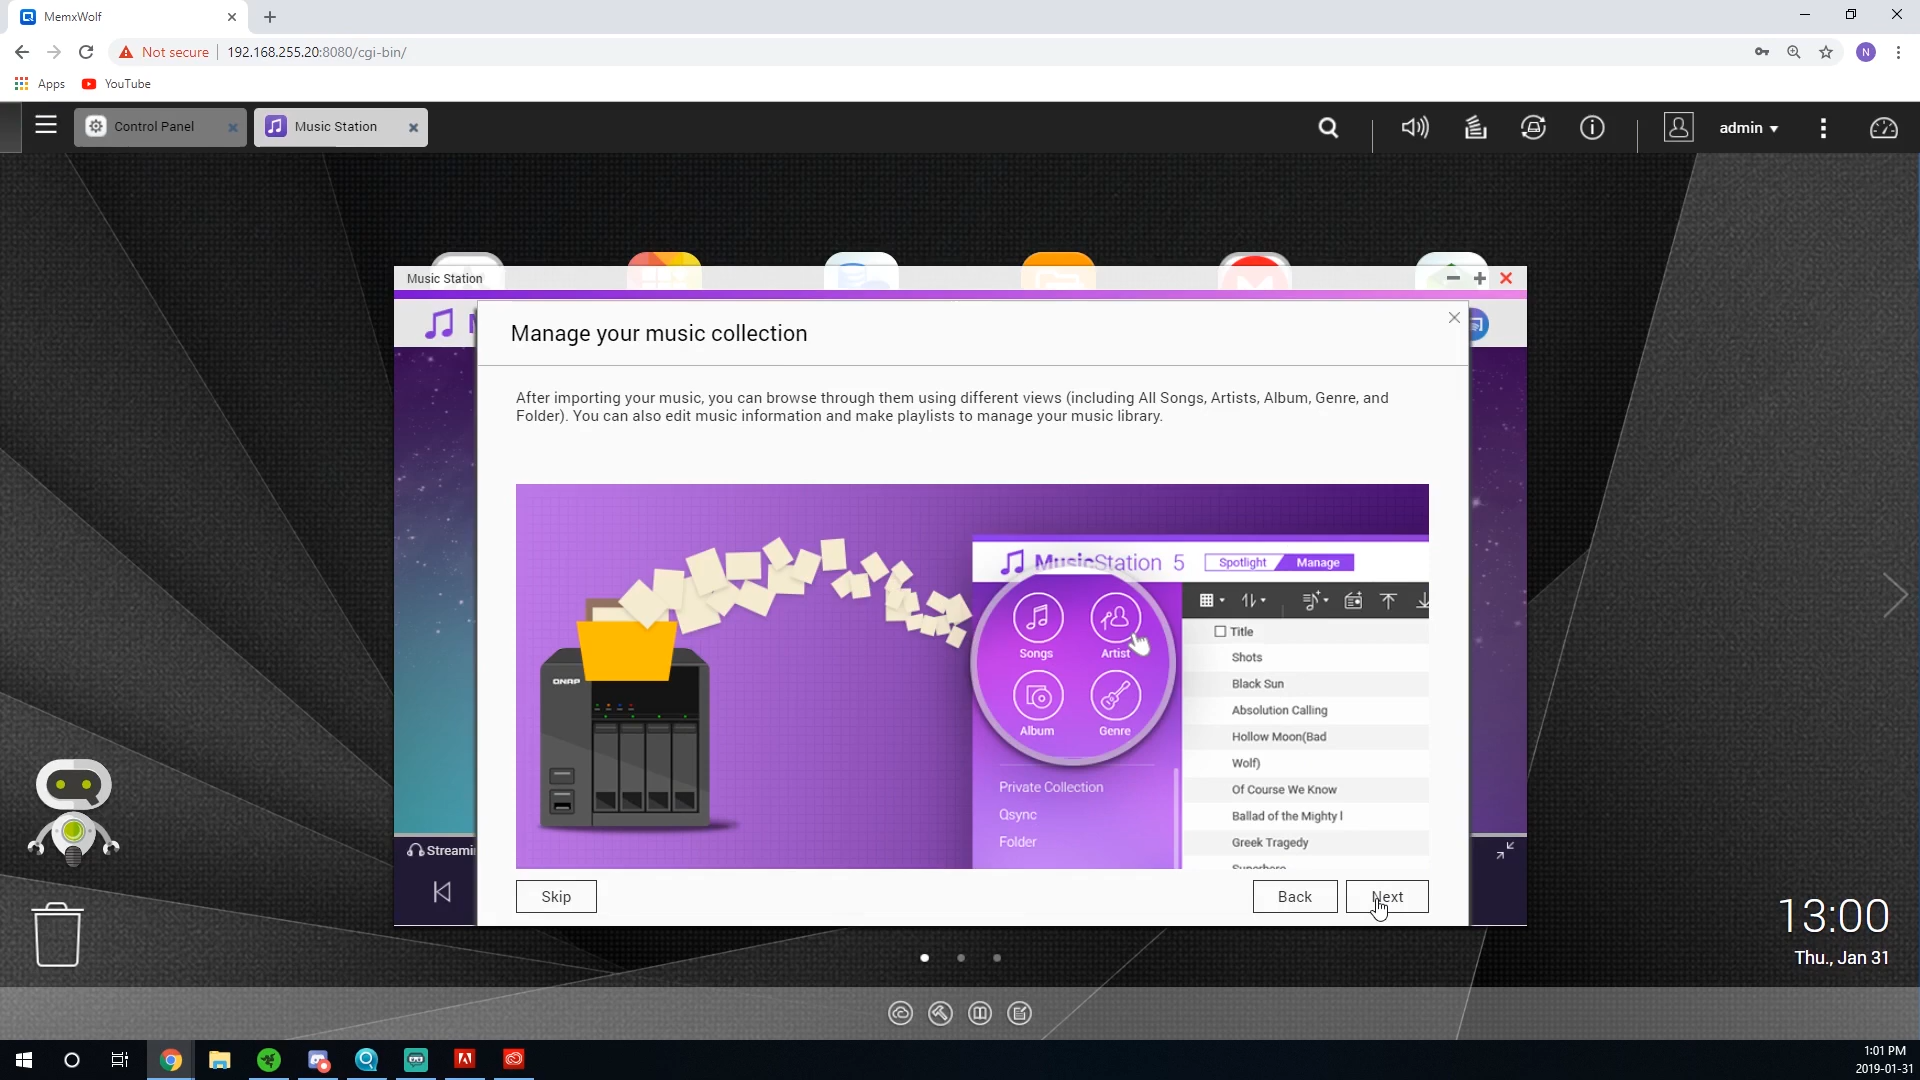 MemxWolf
Not secure
192.168.255.20:8080/cgi-bin/
N
Apps
YouTube
Control Panel
Music Station
admin
Music Station
Manage your music collection
After importing your music, you can browse through them using different views (including All Songs, Artists, Album, Genre, and
Folder). You can also edit music information and make playlists to manage your music library.
MusicStation 5
Spotlight
Manage
Songs
Artist
Album
Genre
Private Collection
Qsync
Folder
Title
Shots
Black Sun
Absolution Calling
Hollow Moon(Bad
Wolf)
Of Course We Know
Ballad of the Mighty I
Greek Tragedy
QNAP
Streami
Skip
Back
Next
13:00
Thu., Jan 31
1:01 PM
2019-01-31